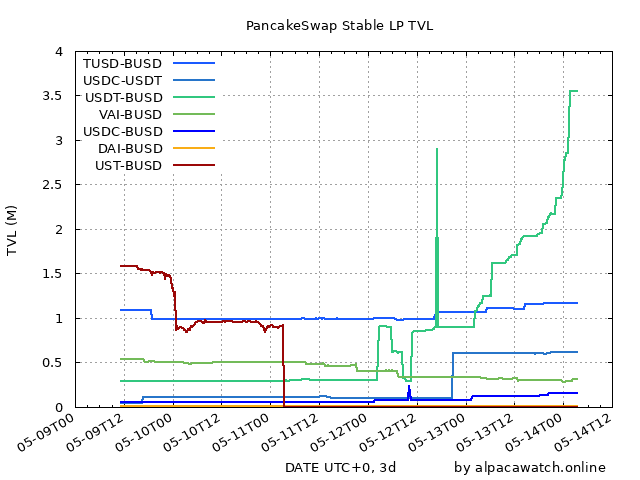 PancakeSwap Stable LP TVL
4
TUSD-BUSD
USDC-USDT
3.5
USDT-BUSD
VAI-BUSD
3
USDC-BUSD
DAI-BUSD
UST-BUSD
2.5
2
TVL (M)
1.5
1
0.5
0
05-09T00 05-09T12 05-10T00 05-10T12 05-11T00 05-11T12 05-12T00 05-12T12 05-13T00 05-13T12 05-14T00 05-14T12
DATE UTC+0, 3d by alpacawatch.online